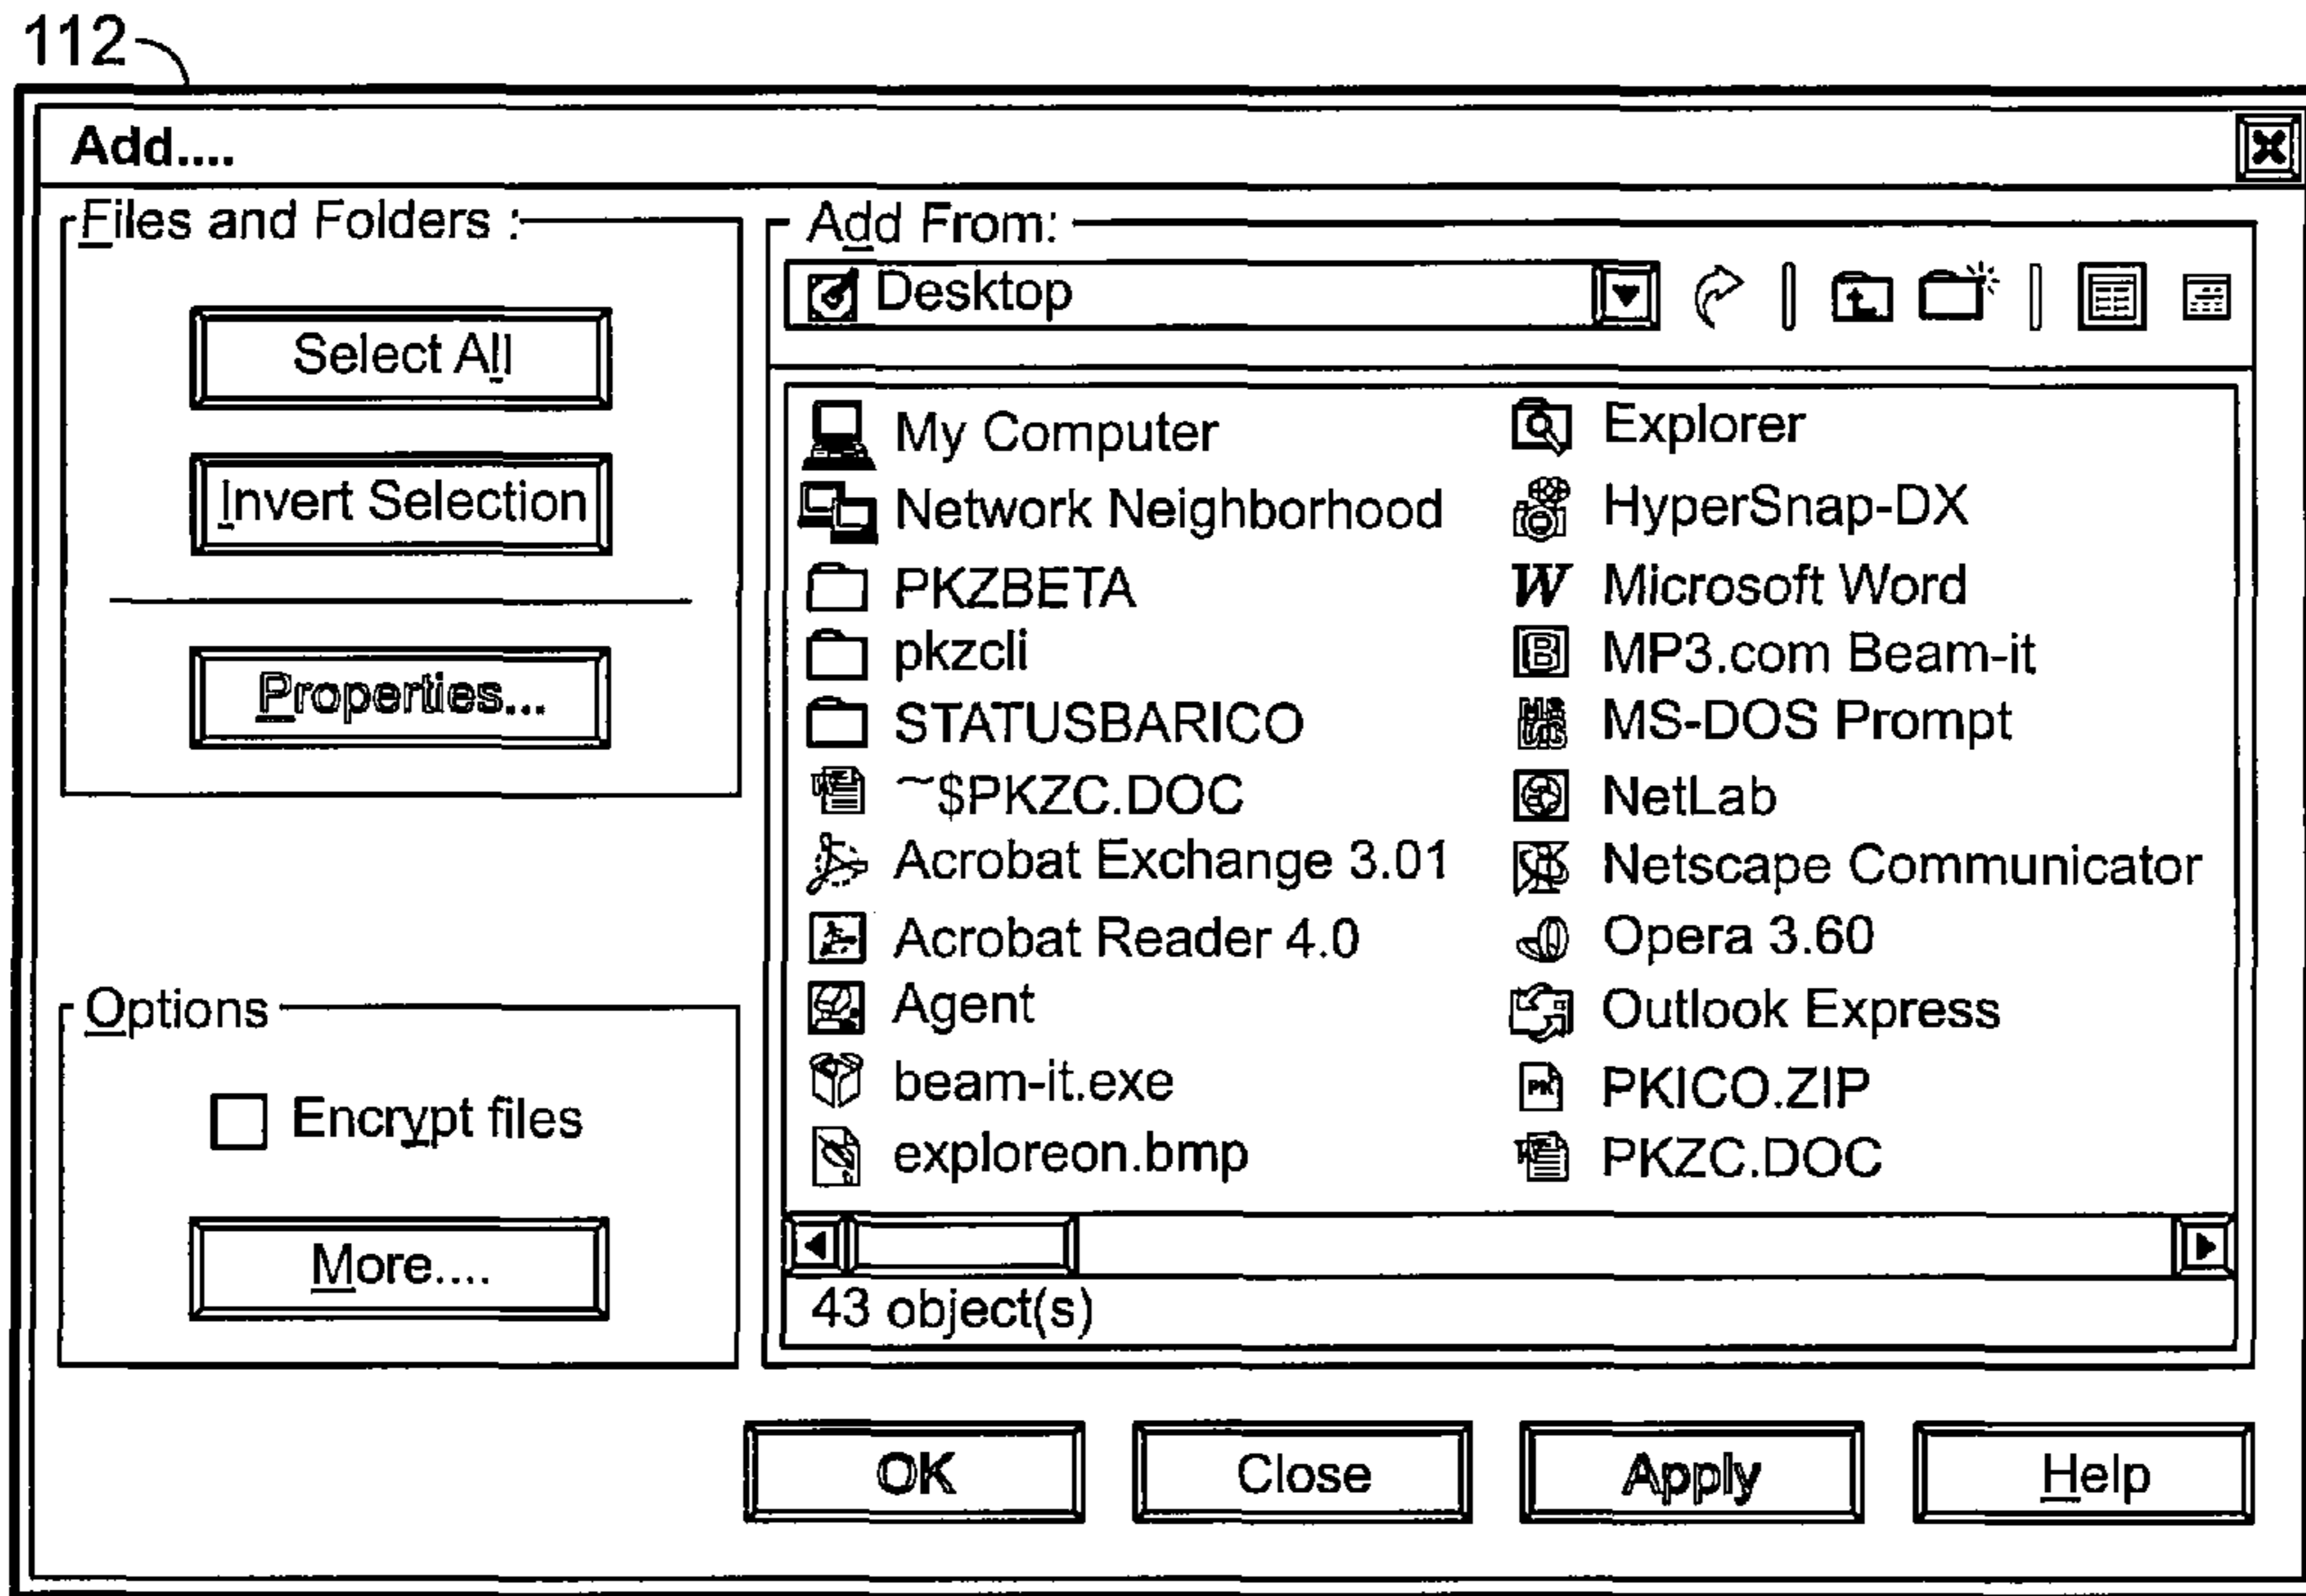 112
Add....
Files and Folders :
Select All
Invert Selection
Properties...
Options
Encrypt files
More....
Add From:
Desktop
My Computer
Network Neighborhood
PKZBETA
pkzcli
STATUSBARICO
~$PKZC.DOC
Acrobat Exchange 3.01
Acrobat Reader 4.0
Agent
beam-it.exe
exploreon.bmp
Explorer
HyperSnap-DX
W Microsoft Word
B MP3.com Beam-it
MS-DOS Prompt
NetLab
Netscape Communicator
Opera 3.60
Outlook Express
PK PKICO.ZIP
PKZC.DOC
43 object(s)
OK
Close
Apply
Help